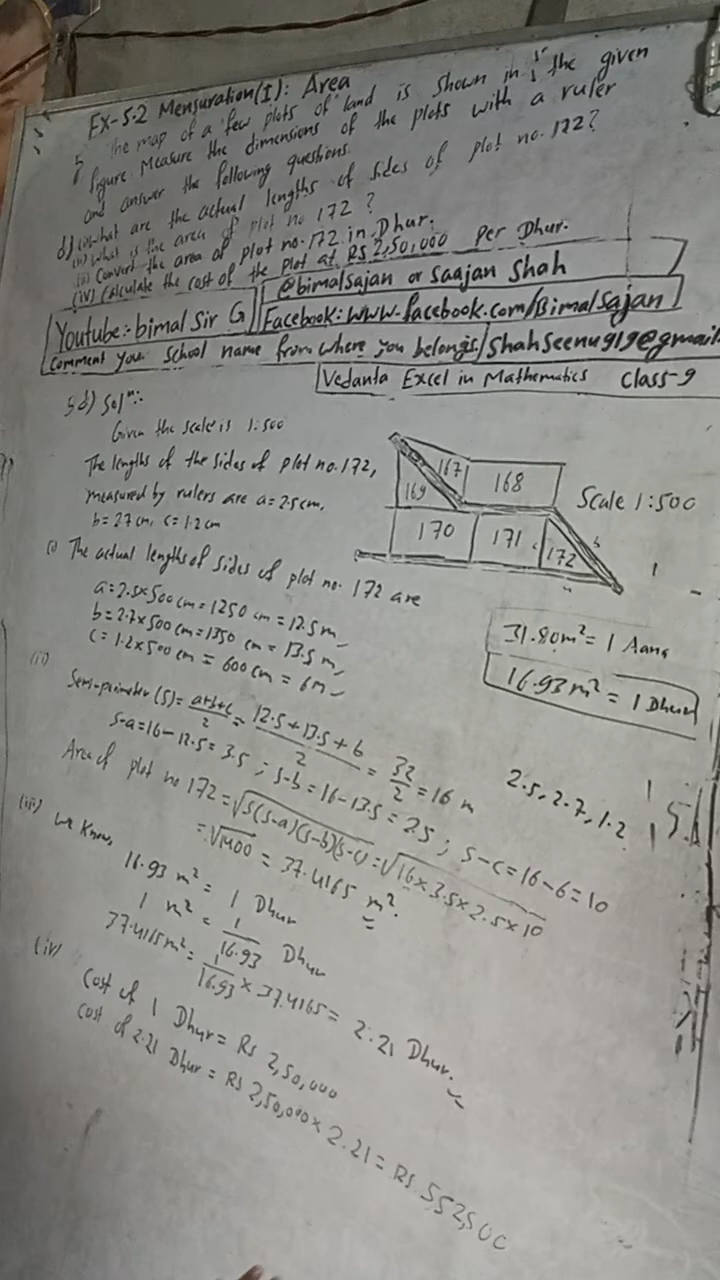 EX-5.2 Mensuration(I): Area
5. The map of a few plots of land is shown in the given
figure. Measure the dimensions of the plots with a ruler
and answer the following questions.
d) (i) What are the actual lengths of sides of plot no. 172?
(ii) What is the area of plot no 172?
(iii) Convert the area of plot no. 172 in Dhur.
(iv) Calculate the cost of the plot at Rs 2,50,000 per Dhur.
@bimalsajan or Saajan Shah
Youtube:- bimal Sir G
Facebook: www.facebook.com/Bimalsajan
Comment your school name from where you belongs/Shahseenu919@gmail.
Vedanta Excel in Mathematics Class-9
5d) Solⁿ:
Given the scale is 1:500
The lengths of the sides of plot no. 172,
measured by rulers are a = 2.5 cm,
b = 2.7 cm, c = 1.2 cm
167
168
169
170
171
172
c
b
a
Scale 1:500
(i) The actual lengths of sides of plot no. 172 are
a = 2.5×500 cm = 1250 cm = 12.5 m
b = 2.7×500 cm = 1350 cm = 13.5 m
c = 1.2×500 cm = 600 cm = 6m
31.80m² = 1 Aana
16.93 m² = 1 Dhur
(ii) Semi-perimeter (S) = a+b+c/2 = 12.5+13.5+6/2 = 32/2 = 16 m
s-a = 16-12.5 = 3.5 ; s-b = 16-13.5 = 2.5 ; s-c = 16-6 = 10
2.5, 2.7, 1.2
Area of plot no 172 = √s(s-a)(s-b)(s-c) = √16×3.5×2.5×10
= √1400 = 37.4165 m².
(iii) We know,
16.93 m² = 1 Dhur
1 m² = 1/16.93 Dhur
37.4165m² = 1/16.93 × 37.4165 = 2.21 Dhur.
(iv) Cost of 1 Dhur = Rs 2,50,000
Cost of 2.21 Dhur = Rs 2,50,000 × 2.21 = Rs. 552500